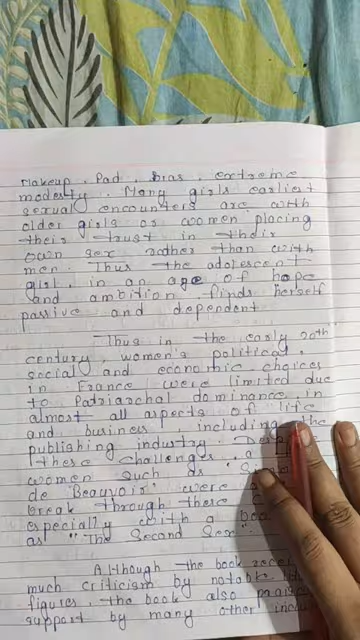 Makeup, Pad, bras, extreme
modesty. Many girls earliest
sexual encounters are with
older girls or women placing
their trust in their
own sex rather than with
men. Thus the adolescent
girl, in an age of hope
and ambition finds herself
passive and dependent.
Thus in the early 20th
century, women's political,
social and economic choices
in France were limited due
to Patriarchal dominance in
almost all aspects of life
and business, including the
publishing industry.
these challenges, a
women such as
de Beauvoir were
break through these
especially with a
as "The Second Sex"
Although the book
much criticism by notable
figures, the book also
support by many other